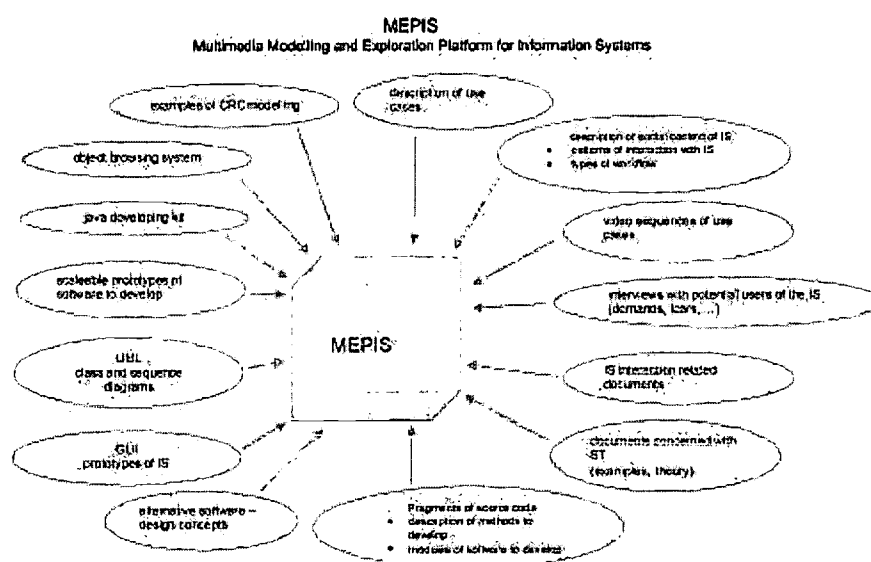 MEPIS
Multimedia Modelling and Exploration Platform for Information Systems
examples of CRC modelling
description of use
cases
object browsing system
description of social context of IS
patterns of interaction with IS
types of workflow
java developing kit
video sequences of use
cases
scaleable prototypes of
software to develop
interviews with potential users of the IS
(demands, fears, ...)
MEPIS
UML
class and sequence
diagrams
IS interaction related
documents
GUI
prototypes of IS
documents concerned with
ST
(examples, theory)
alternative software –
design concepts
Fragments of source code
description of methods to
develop
modules of software to develop